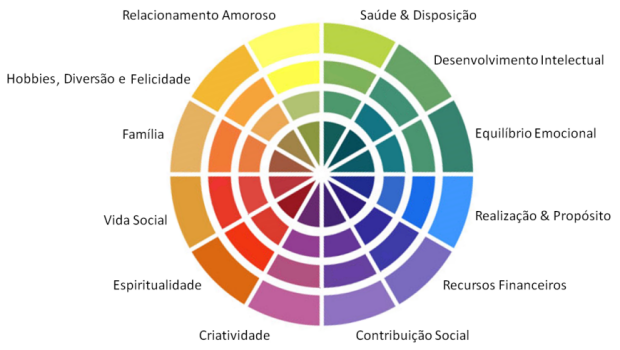 Relacionamento Amoroso
Saúde & Disposição
Desenvolvimento Intelectual
Hobbies, Diversão e Felicidade
Família
Equilíbrio Emocional
Vida Social
Realização & Propósito
Espiritualidade
Recursos Financeiros
Criatividade
Contribuição Social